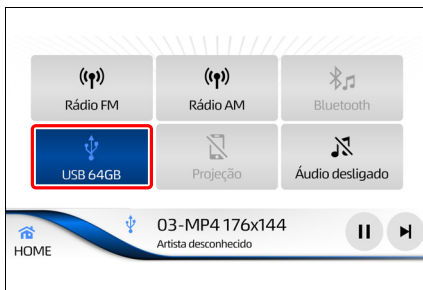 Rádio FM
Rádio AM
Bluetooth
USB 64GB
Projeção
Áudio desligado
03-MP4 176x144
Artista desconhecido
HOME